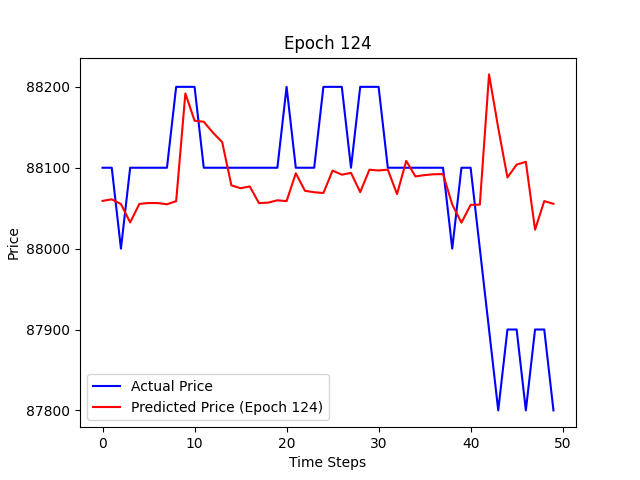 Epoch 124
Price
88200
88100
88000
87900
87800
Actual Price
Predicted Price (Epoch 124)
0 10 20 30 40 50
Time Steps